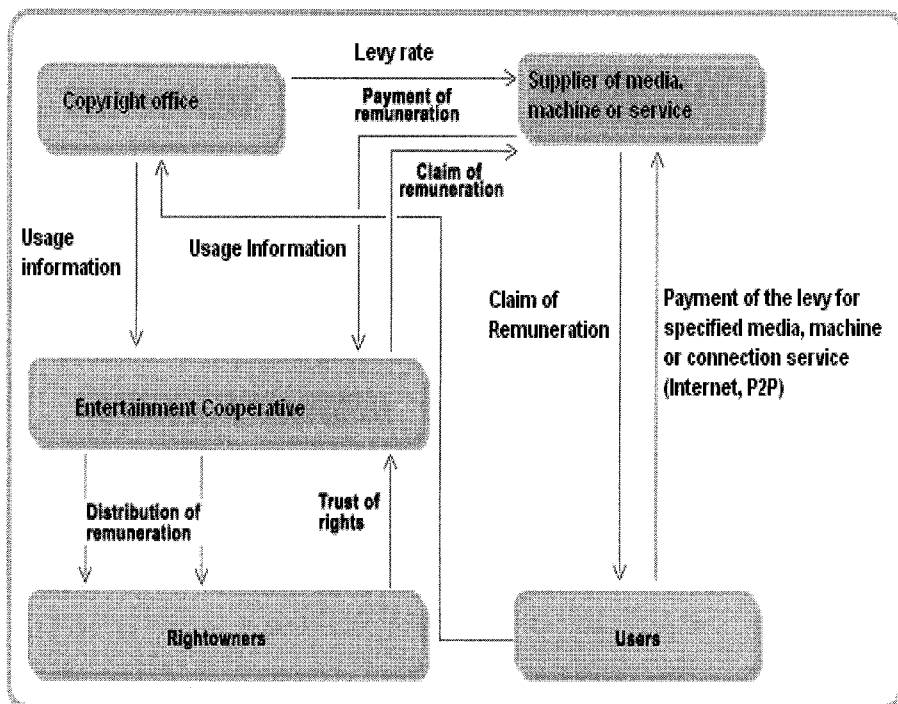 Levy rate
Copyright office
Supplier of media,
machine or service
Payment of
remuneration
Claim of
remuneration
Usage
information
Usage Information
Claim of
Remuneration
Payment of the levy for
specified media, machine
or connection service
(Internet, P2P)
Entertainment Cooperative
Distribution of
remuneration
Trust of
rights
Rightowners
Users